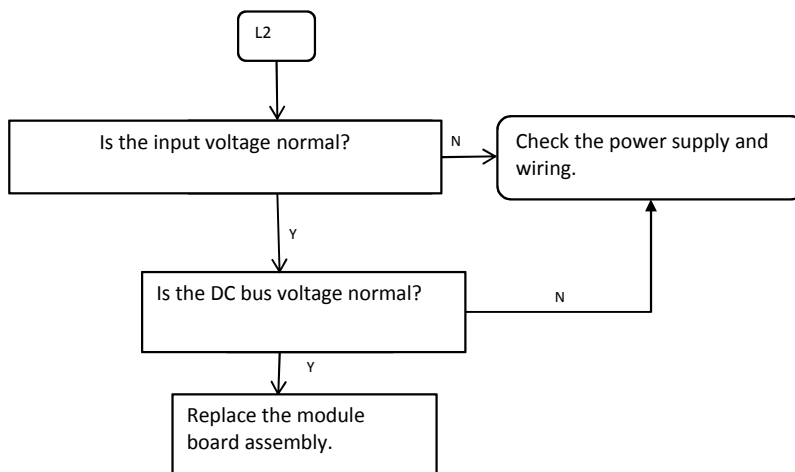 L2
Is the input voltage normal?
N
Check the power supply and
wiring.
Y
Is the DC bus voltage normal?
N
Y
Replace the module
board assembly.